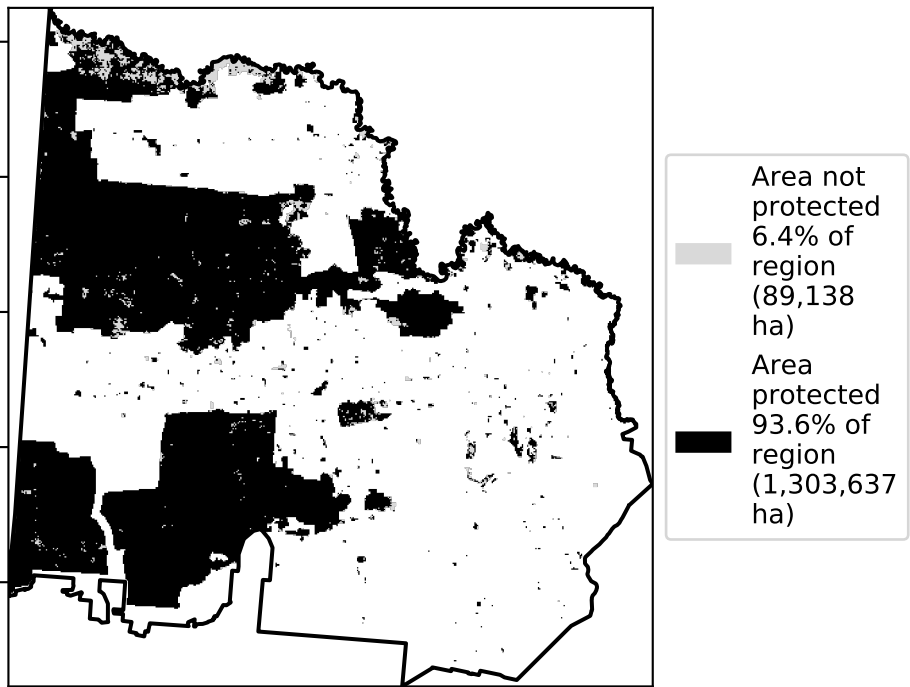 Area not
protected
6.4% of
region
(89,138
ha)
Area
protected
93.6% of
region
(1,303,637
ha)